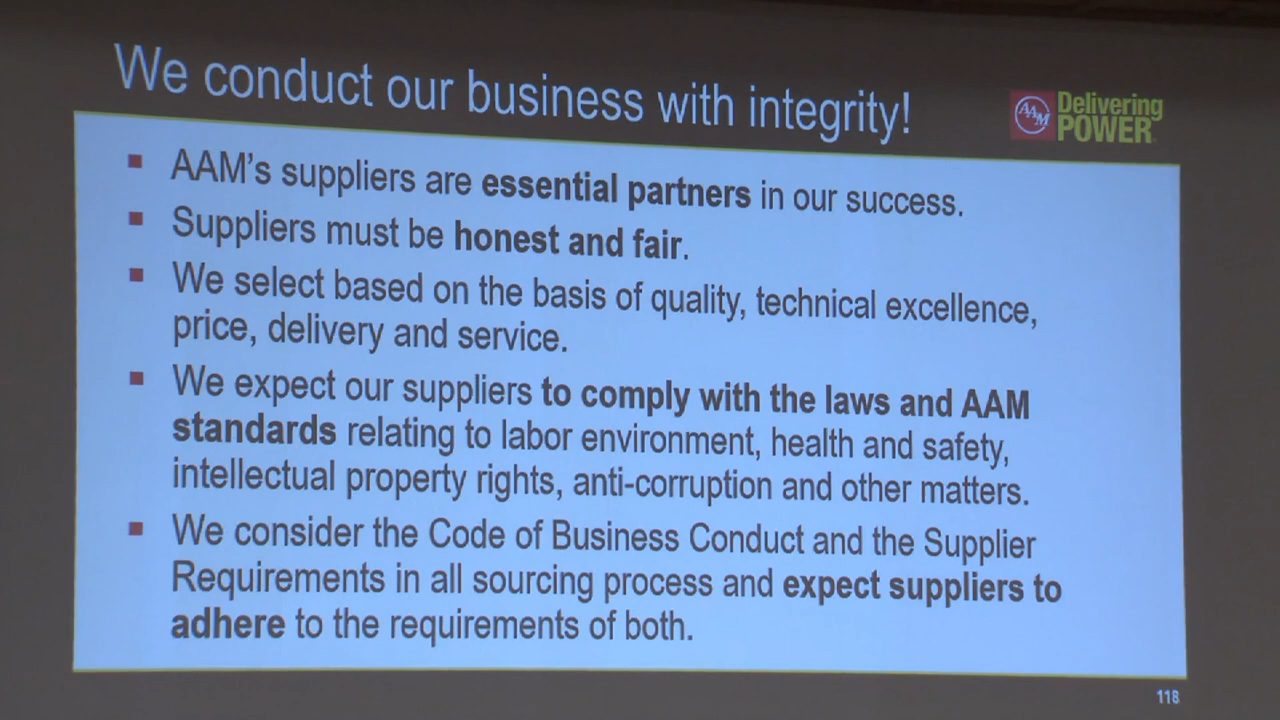 We conduct our business with integrity!
AAM
Delivering
POWER
▪ AAM's suppliers are essential partners in our success.
▪ Suppliers must be honest and fair.
▪ We select based on the basis of quality, technical excellence,
price, delivery and service.
▪ We expect our suppliers to comply with the laws and AAM
standards relating to labor environment, health and safety,
intellectual property rights, anti-corruption and other matters.
▪ We consider the Code of Business Conduct and the Supplier
Requirements in all sourcing process and expect suppliers to
adhere to the requirements of both.
118